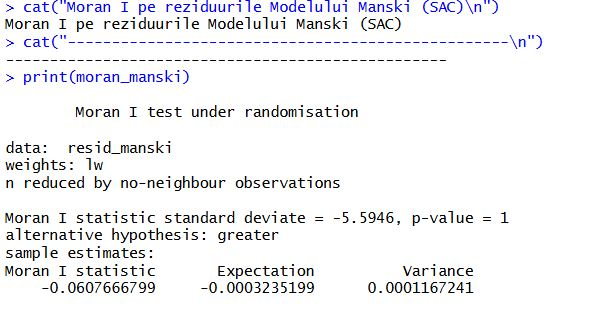 > cat("Moran I pe reziduurile Modelului Manski (SAC)\n")
Moran I pe reziduurile Modelului Manski (SAC)
> cat("-------------------------------------------------\n")
-------------------------------------------------
> print(moran_manski)
Moran I test under randomisation
data: resid_manski
weights: lw
n reduced by no-neighbour observations
Moran I statistic standard deviate = -5.5946, p-value = 1
alternative hypothesis: greater
sample estimates:
Moran I statistic Expectation Variance
-0.0607666799 -0.0003235199 0.0001167241